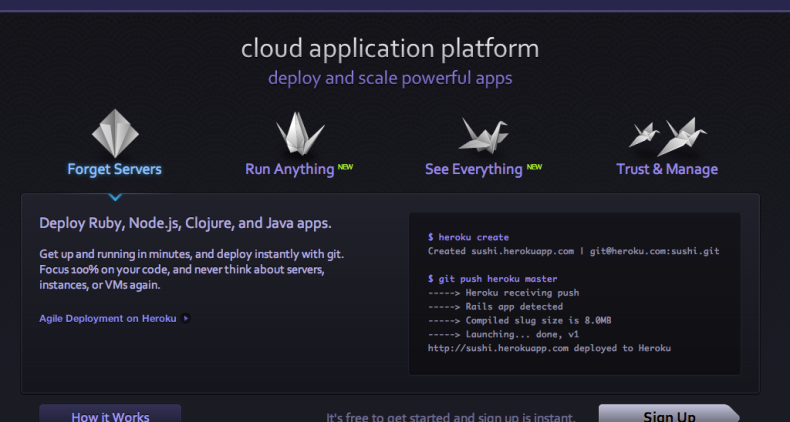 cloud application platform
deploy and scale powerful apps
Forget Servers
Run Anything NEW
See Everything NEW
Trust & Manage
Deploy Ruby, Node.js, Clojure, and Java apps.
Get up and running in minutes, and deploy instantly with git.
Focus 100% on your code, and never think about servers,
instances, or VMs again.
Agile Deployment on Heroku
$ heroku create
Created sushi.herokuapp.com | git@heroku.com:sushi.git
$ git push heroku master
-----> Heroku receiving push
-----> Rails app detected
-----> Compiled slug size is 8.0MB
-----> Launching... done, v1
http://sushi.herokuapp.com deployed to Heroku
How it Works
It's free to get started and sign up is instant.
Sign Up